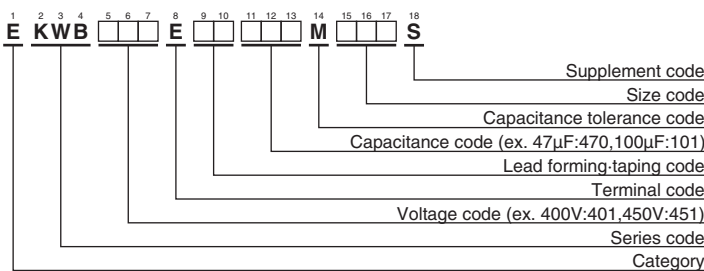 1 2 3 4 5 6 7 8 9 10 11 12 13 14 15 16 17 18
E KWB □□□ E □□ □□□ M □□□ S
Supplement code
Size code
Capacitance tolerance code
Capacitance code (ex. 47μF:470,100μF:101)
Lead forming·taping code
Terminal code
Voltage code (ex. 400V:401,450V:451)
Series code
Category